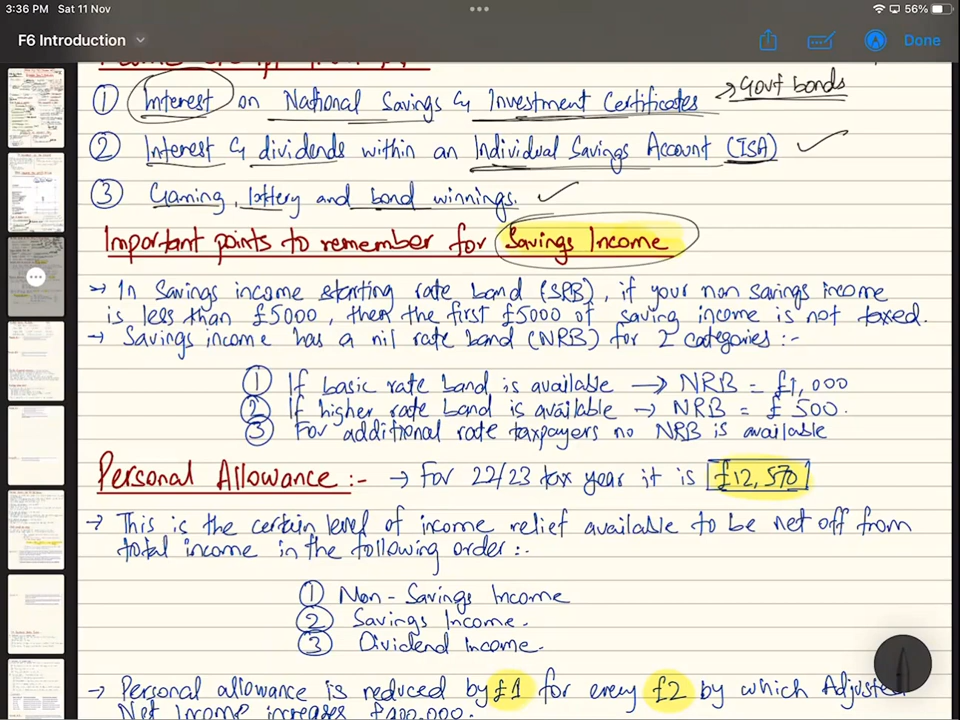 3:36 PM Sat 11 Nov
56%
F6 Introduction
Done
① Interest on National Savings & Investment Certificates → Govt bonds
② Interest & dividends within an Individual Savings Account (ISA)
③ Gaming, lottery and bond winnings.
Important points to remember for Savings Income
→ In Savings income starting rate band (SRB), if your non savings income
is less than £5000, then the first £5000 of saving income is not taxed.
→ Savings income has a nil rate band (NRB) for 2 categories:-
① If basic rate band is available → NRB = £1,000
② If higher rate band is available → NRB = £500.
③ For additional rate taxpayers no NRB is available
Personal Allowance :- → For 22/23 tax year it is £12,570
→ This is the certain level of income relief available to be net off from
total income in the following order:-
① Non-Savings Income
② Savings Income.
③ Dividend Income.
→ Personal allowance is reduced by £1 for every £2 by which Adjusted
Net Income increases £100,000.